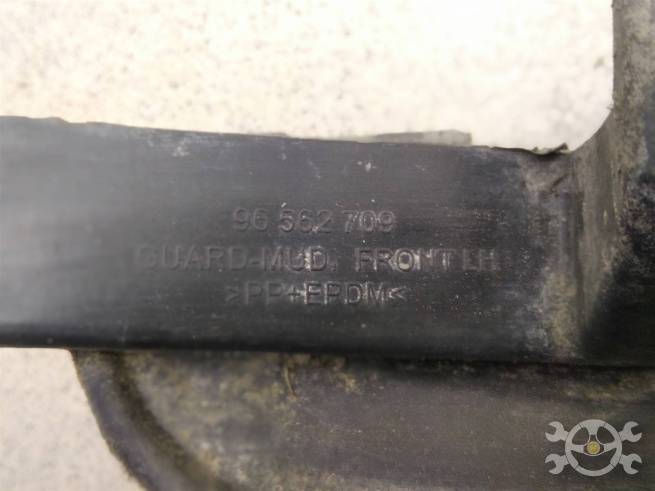 96 562 709
GUARD-MUD, FRONT LH
>PP+EPDM<